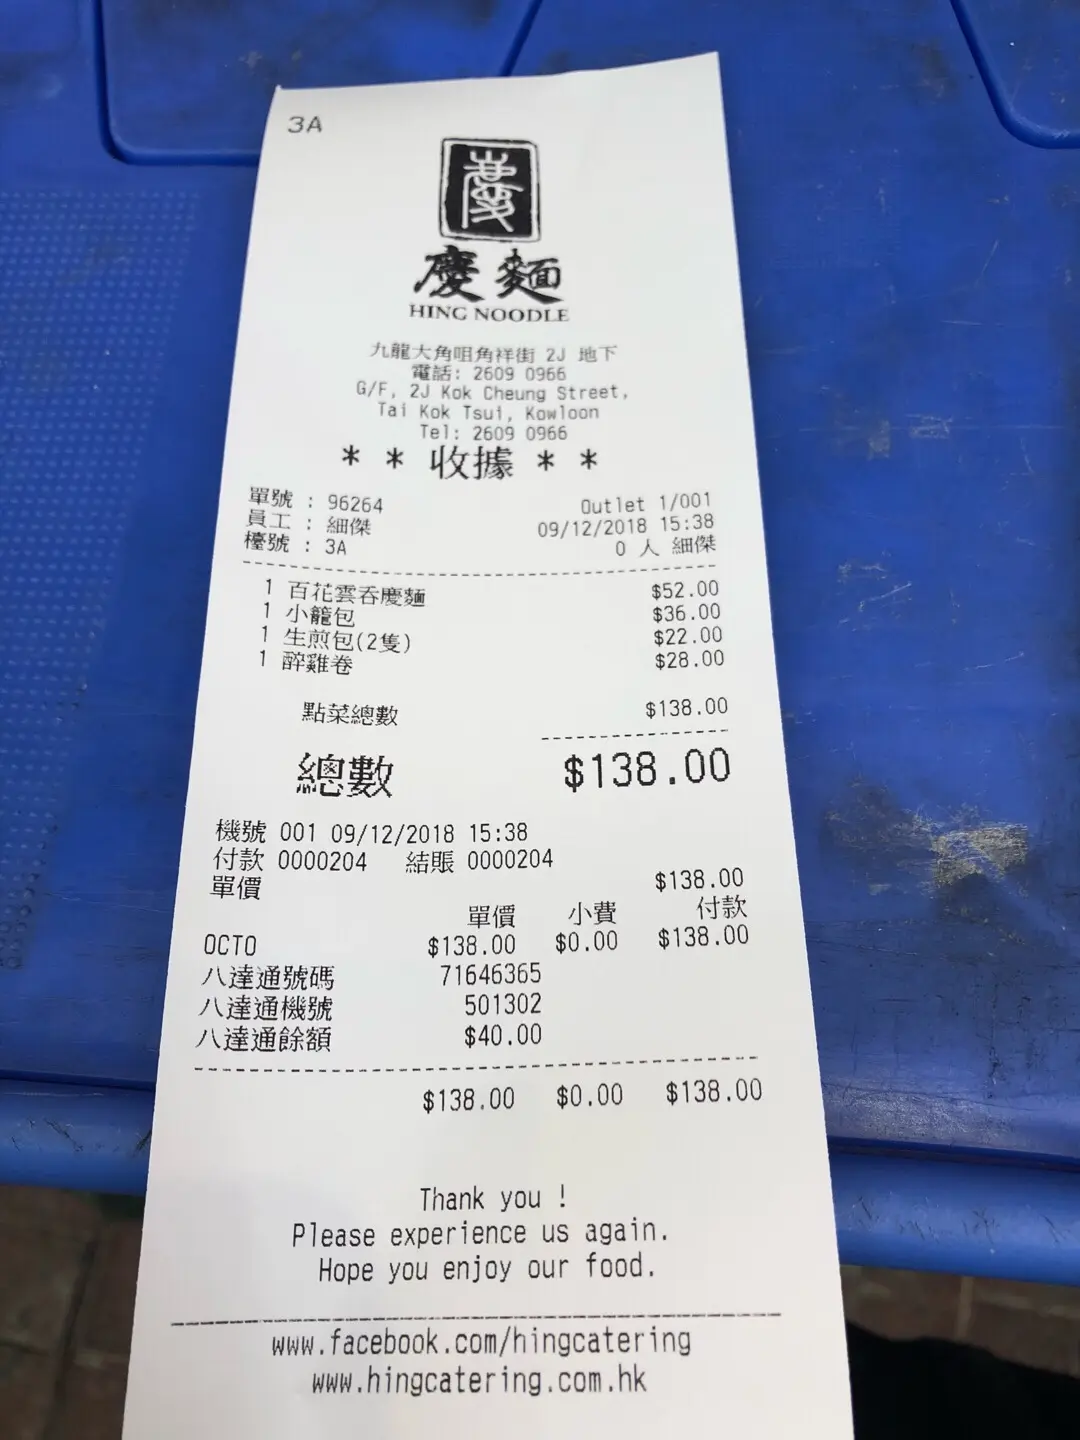 3A
慶
慶麵
HING NOODLE
九龍大角咀角祥街 2J 地下
電話: 2609 0966
G/F, 2J Kok Cheung Street,
Tai Kok Tsui, Kowloon
Tel: 2609 0966
* * 收據 * *
單號 : 96264 Outlet 1/001
員工 : 細傑 09/12/2018 15:38
檯號 : 3A 0 人 細傑
1 百花雲吞慶麵 $52.00
1 小籠包 $36.00
1 生煎包(2隻) $22.00
1 醉雞卷 $28.00
點菜總數 $138.00
總數 $138.00
機號 001 09/12/2018 15:38
付款 0000204 結賬 0000204
單價 $138.00
單價 小費 付款
OCTO $138.00 $0.00 $138.00
八達通號碼 71646365
八達通機號 501302
八達通餘額 $40.00
$138.00 $0.00 $138.00
Thank you !
Please experience us again.
Hope you enjoy our food.
www.facebook.com/hingcatering
www.hingcatering.com.hk